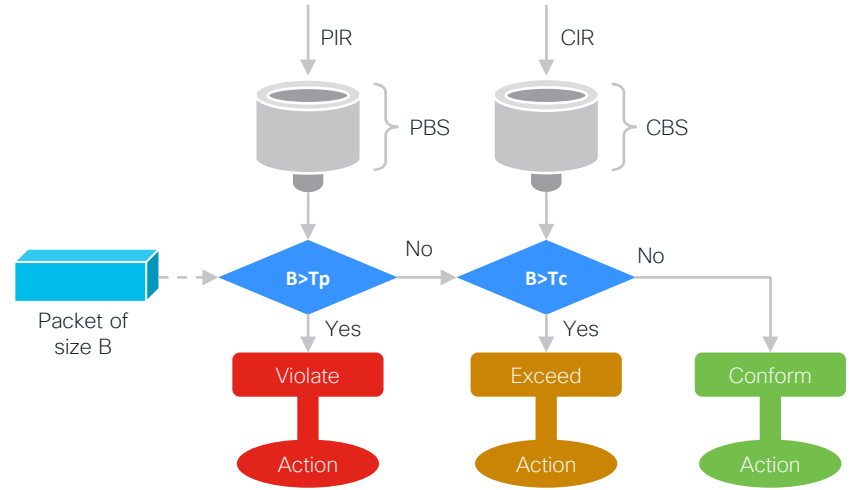 PIR
CIR
PBS
CBS
No
No
B>Tp
B>Tc
Packet of
size B
Yes
Yes
Violate
Exceed
Conform
Action
Action
Action